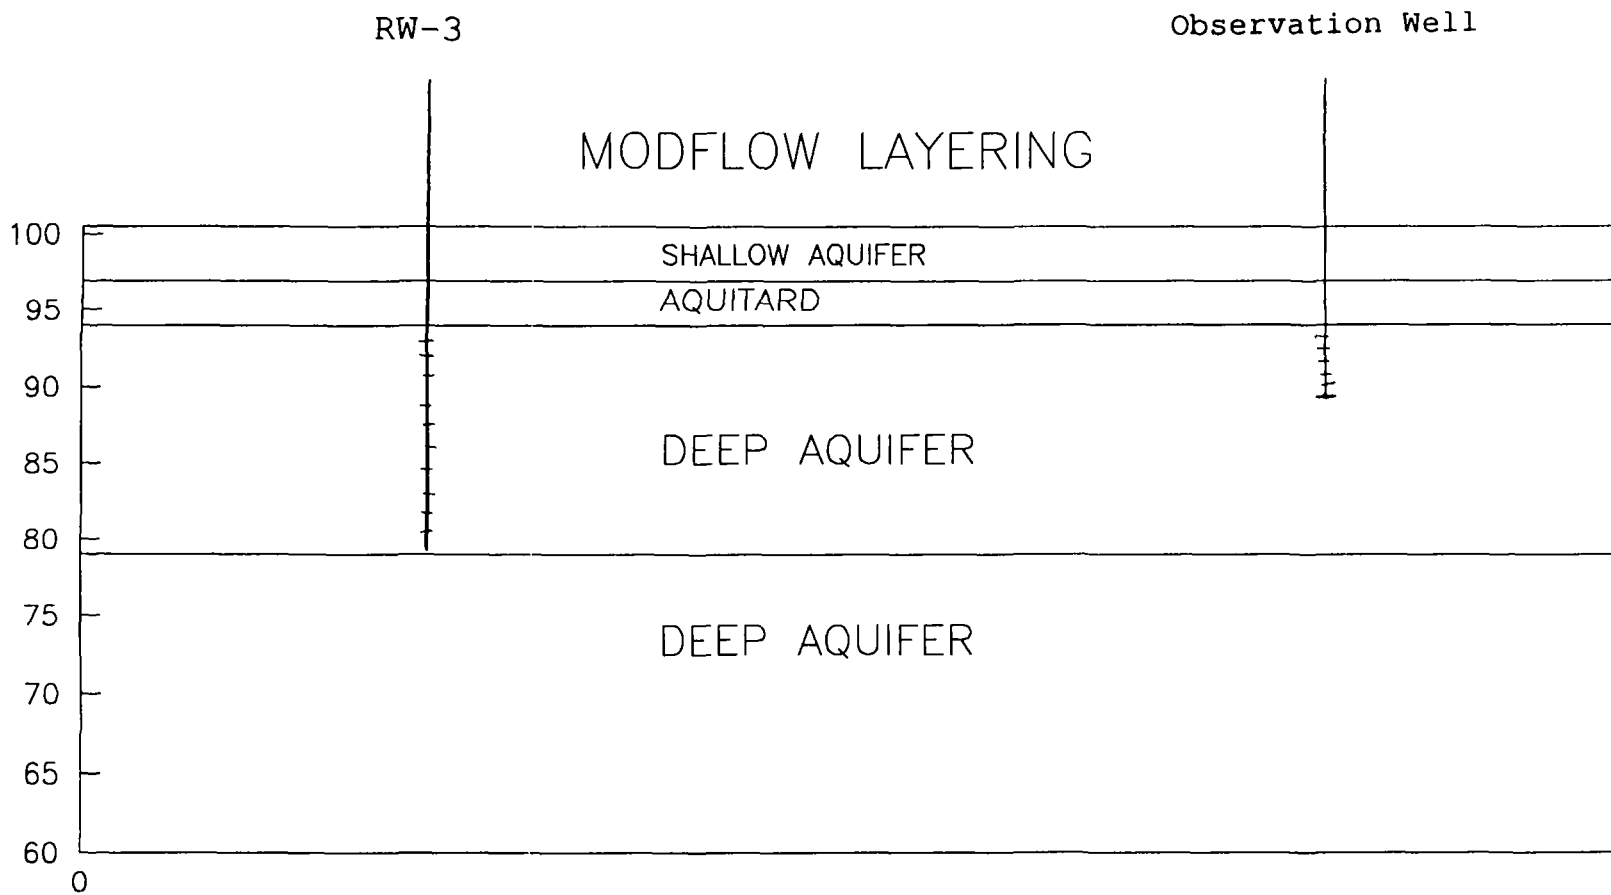 RW-3
Observation Well
MODFLOW LAYERING
100
SHALLOW AQUIFER
AQUITARD
95
90
DEEP AQUIFER
85
80
75
DEEP AQUIFER
70
65
60
0